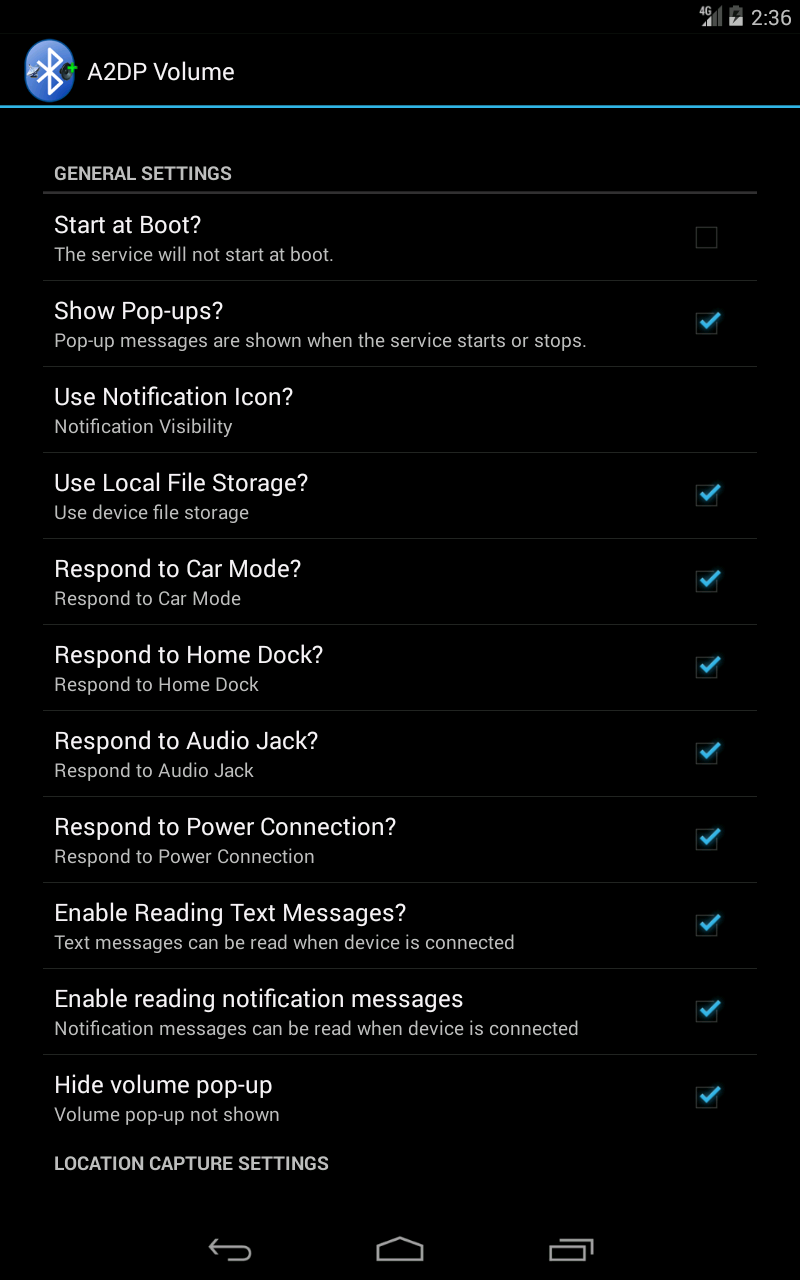 4G 2:36
A2DP Volume
GENERAL SETTINGS
Start at Boot?
The service will not start at boot.
Show Pop-ups?
Pop-up messages are shown when the service starts or stops.
Use Notification Icon?
Notification Visibility
Use Local File Storage?
Use device file storage
Respond to Car Mode?
Respond to Car Mode
Respond to Home Dock?
Respond to Home Dock
Respond to Audio Jack?
Respond to Audio Jack
Respond to Power Connection?
Respond to Power Connection
Enable Reading Text Messages?
Text messages can be read when device is connected
Enable reading notification messages
Notification messages can be read when device is connected
Hide volume pop-up
Volume pop-up not shown
LOCATION CAPTURE SETTINGS